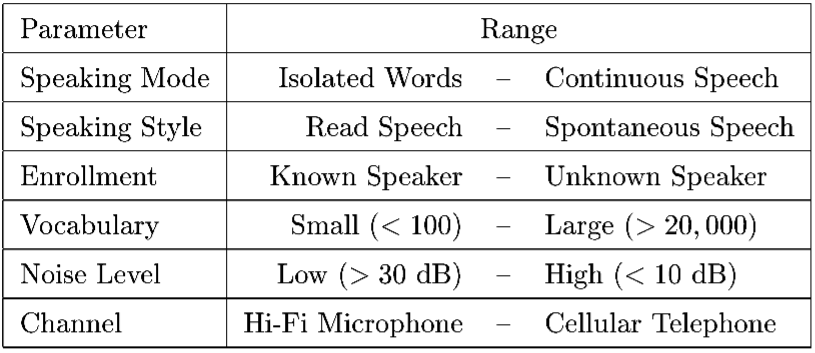 Parameter Range
Speaking Mode Isolated Words – Continuous Speech
Speaking Style Read Speech – Spontaneous Speech
Enrollment Known Speaker – Unknown Speaker
Vocabulary Small (< 100) – Large (> 20,000)
Noise Level Low (> 30 dB) – High (< 10 dB)
Channel Hi-Fi Microphone – Cellular Telephone